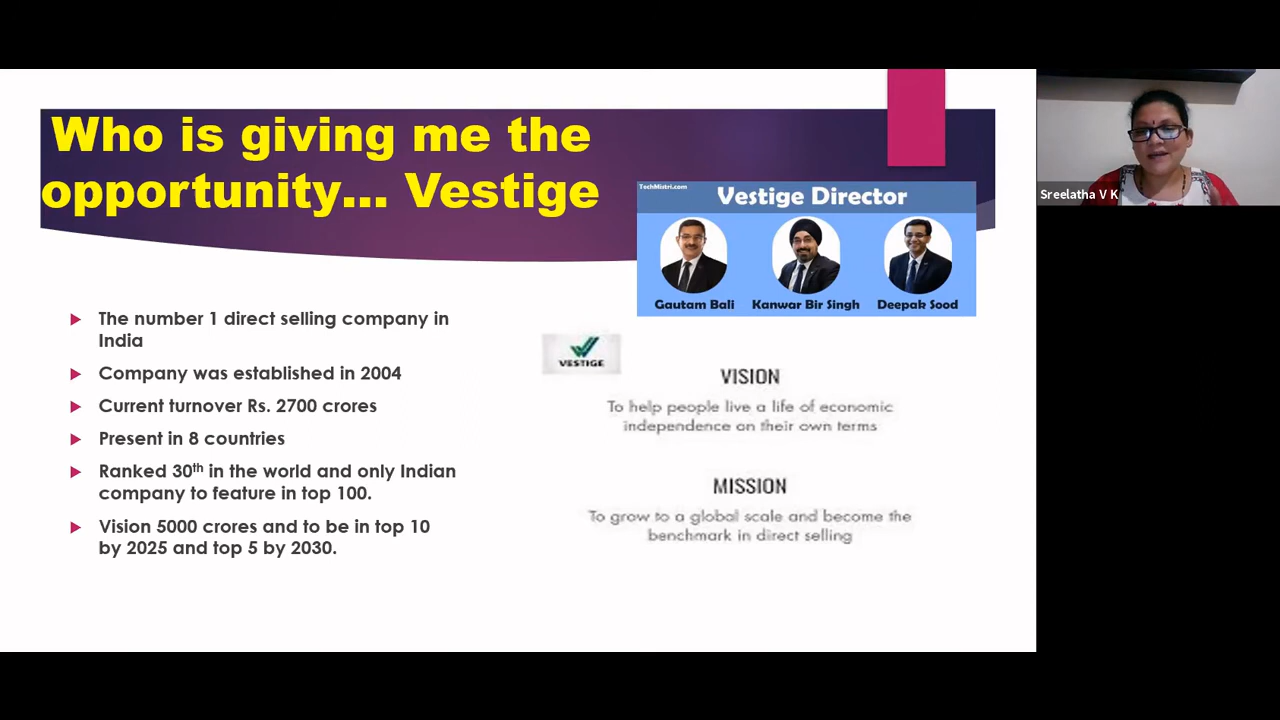 Who is giving me the
opportunity... Vestige
TechMistri.com
Vestige Director
Gautam Bali
Kanwar Bir Singh
Deepak Sood
Sreelatha V K
The number 1 direct selling company in
India
Company was established in 2004
Current turnover Rs. 2700 crores
Present in 8 countries
Ranked 30th in the world and only Indian
company to feature in top 100.
Vision 5000 crores and to be in top 10
by 2025 and top 5 by 2030.
VESTIGE
VISION
To help people live a life of economic
independence on their own terms
MISSION
To grow to a global scale and become the
benchmark in direct selling